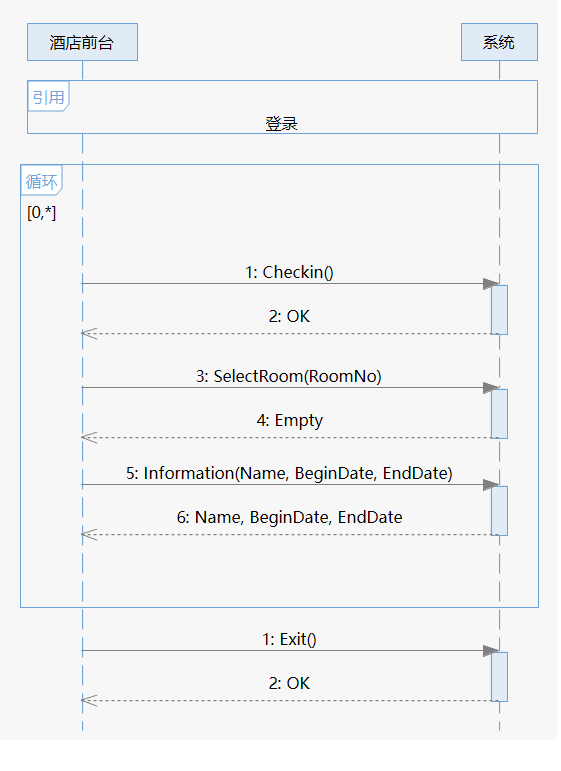 酒店前台
系统
引用
登录
循环
[0,*]
1: Checkin()
2: OK
3: SelectRoom(RoomNo)
4: Empty
5: Information(Name, BeginDate, EndDate)
6: Name, BeginDate, EndDate
1: Exit()
2: OK